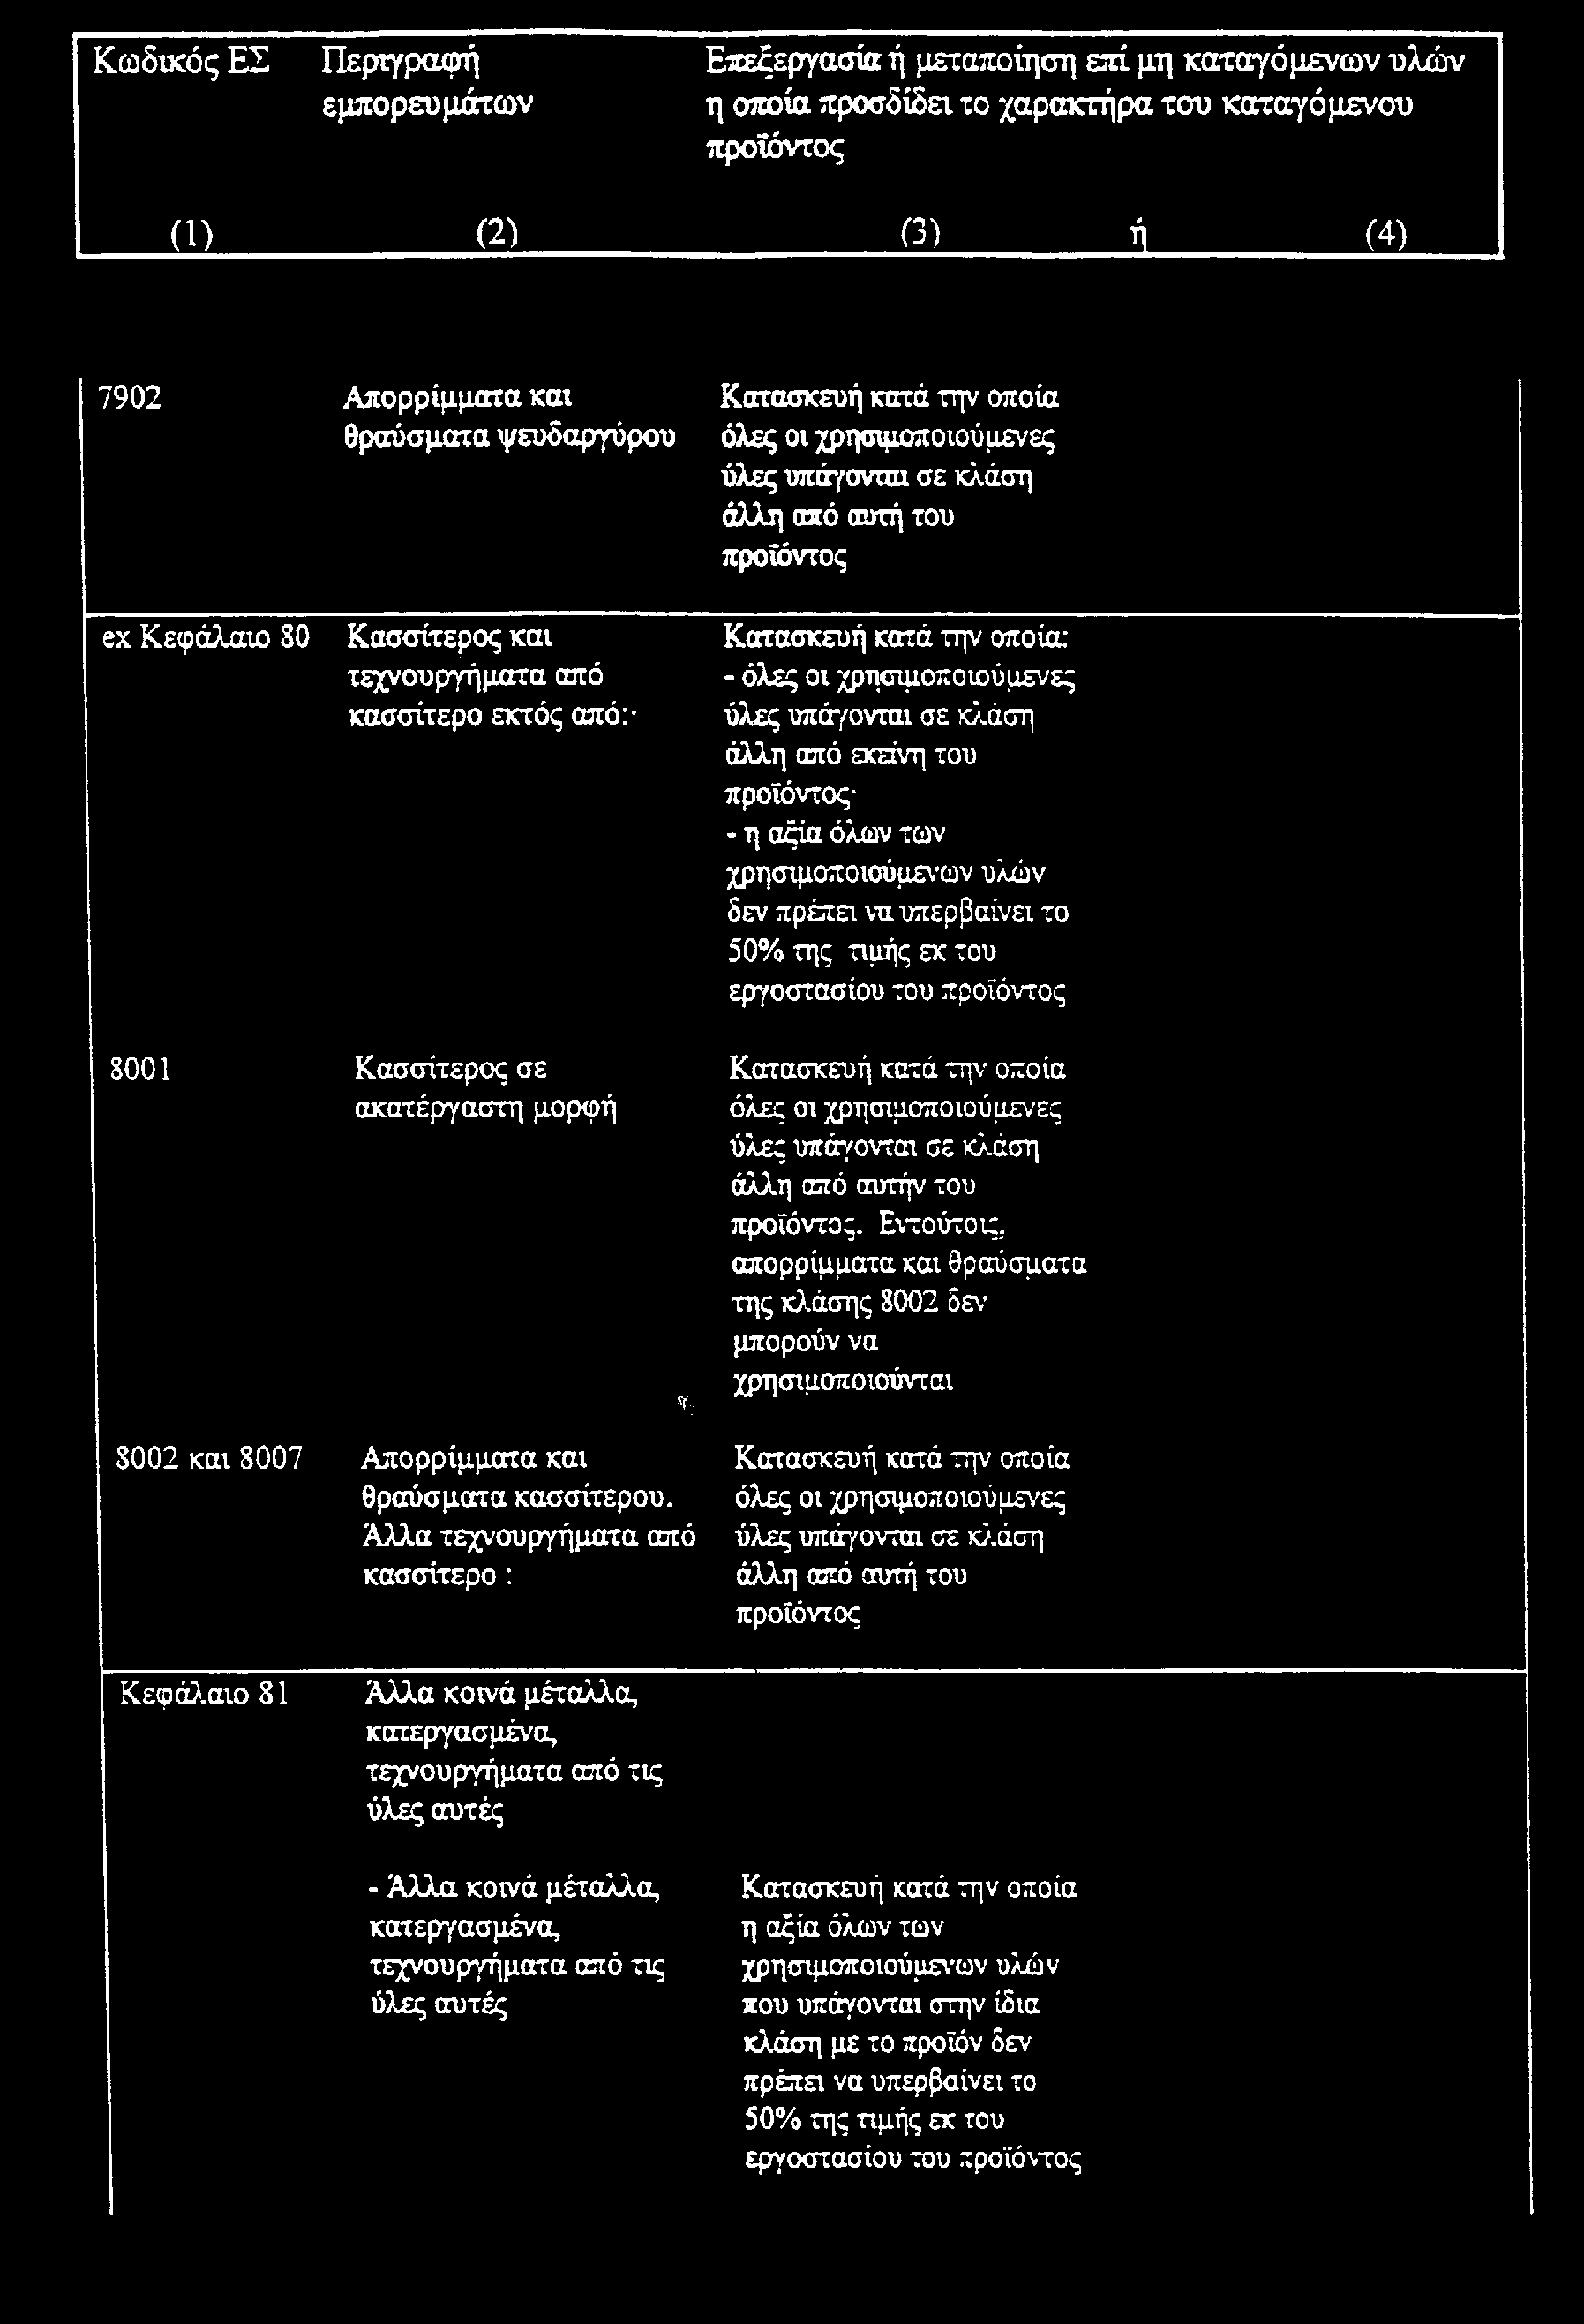 Κωδικός ΕΣ Περιγραφή Επεξεργασία ή μεταποίηση επί μη καταγόμενων υλών
εμπορευμάτων η οποία προσδίδει το χαρακτήρα του καταγόμενου
προϊόντος
(1) (2) (3) ή (4)
7902 Απορρίμματα και Κατασκευή κατά την οποία
θραύσματα ψευδαργύρου όλες οι χρησιμοποιούμενες
ύλες υπάγονται σε κλάση
άλλη από αυτή του
προϊόντος
ex Κεφάλαιο 80 Κασσίτερος και Κατασκευή κατά την οποία:
τεχνουργήματα από - όλες οι χρησιμοποιούμενες
κασσίτερο εκτός από:· ύλες υπάγονται σε κλάση
άλλη από εκείνη του
προϊόντος·
- η αξία όλων των
χρησιμοποιούμενων υλών
δεν πρέπει να υπερβαίνει το
50% της τιμής εκ του
εργοστασίου του προϊόντος
8001 Κασσίτερος σε Κατασκευή κατά την οποία
ακατέργαστη μορφή όλες οι χρησιμοποιούμενες
ύλες υπάγονται σε κλάση
άλλη από αυτήν του
προϊόντος. Εντούτοις,
απορρίμματα και θραύσματα
της κλάσης 8002 δεν
μπορούν να
χρησιμοποιούνται
8002 και 8007 Απορρίμματα και Κατασκευή κατά την οποία
θραύσματα κασσίτερου. όλες οι χρησιμοποιούμενες
Άλλα τεχνουργήματα από ύλες υπάγονται σε κλάση
κασσίτερο : άλλη από αυτή του
προϊόντος
Κεφάλαιο 81 Άλλα κοινά μέταλλα,
κατεργασμένα,
τεχνουργήματα από τις
ύλες αυτές
- Άλλα κοινά μέταλλα, Κατασκευή κατά την οποία
κατεργασμένα, η αξία όλων των
τεχνουργήματα από τις χρησιμοποιούμενων υλών
ύλες αυτές που υπάγονται στην ίδια
κλάση με το προϊόν δεν
πρέπει να υπερβαίνει το
50% της τιμής εκ του
εργοστασίου του προϊόντος